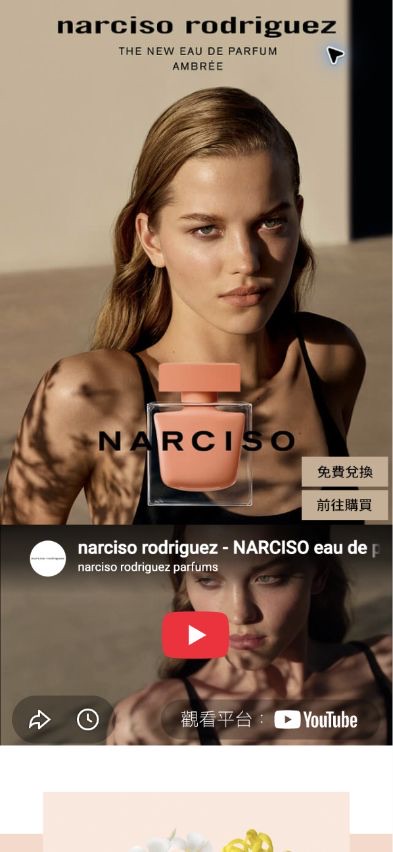 narciso rodriguez
THE NEW EAU DE PARFUM
AMBRÉE
NARCISO
免費兌換
前往購買
narciso rodriguez - NARCISO eau de p
narciso rodriguez parfums
觀看平台：YouTube